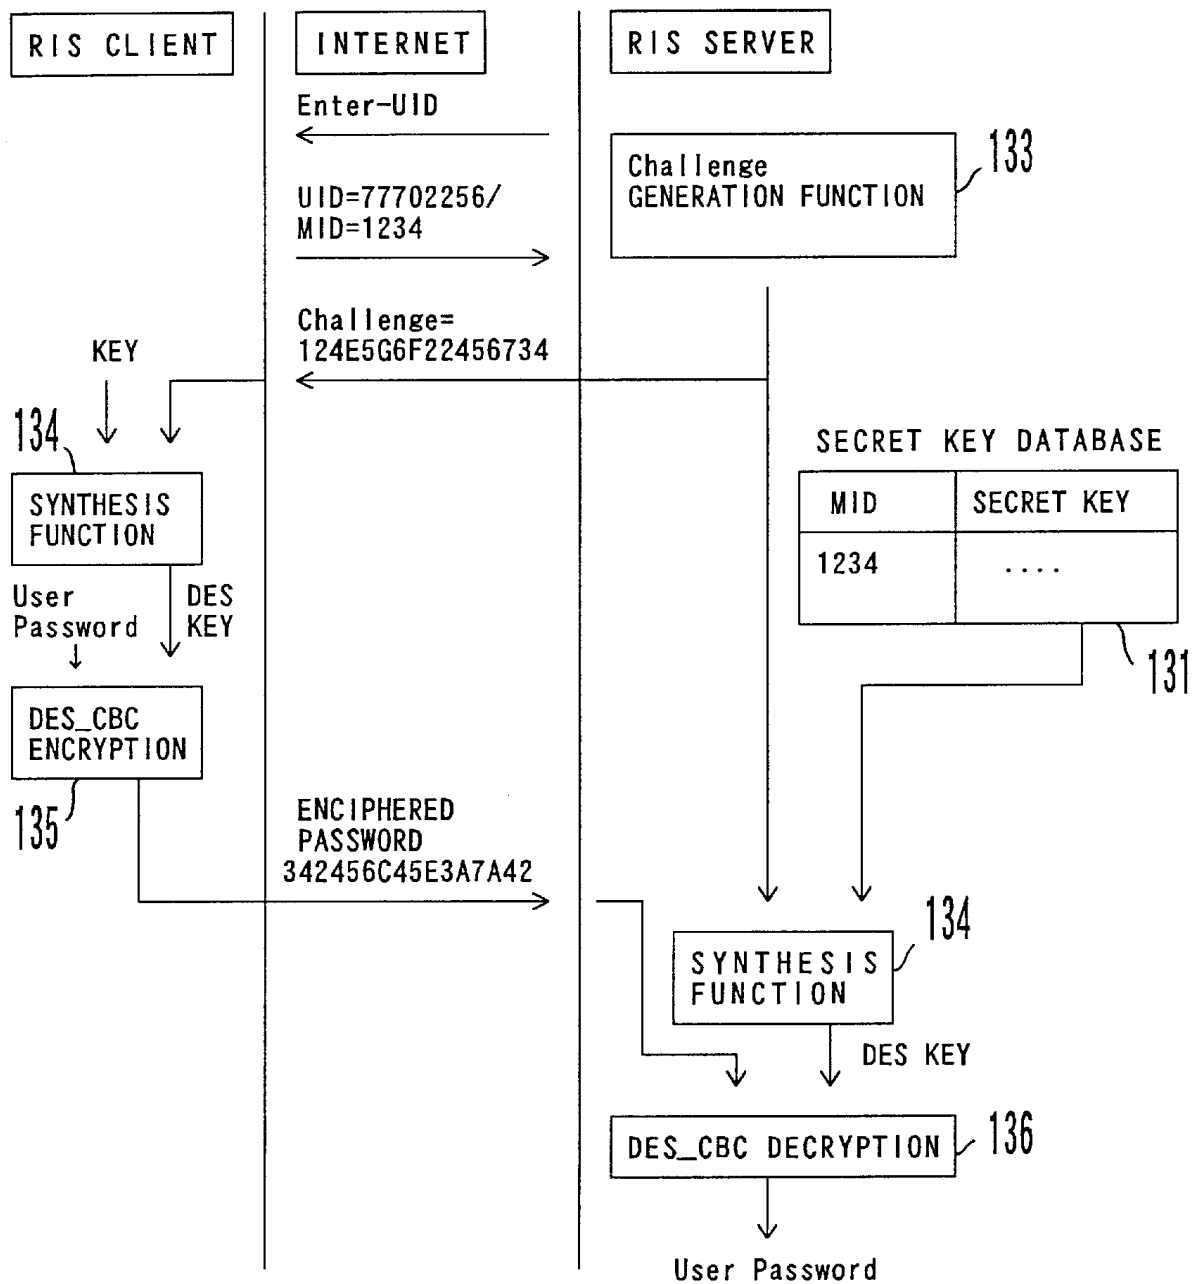 RIS CLIENT
INTERNET
RIS SERVER
Enter-UID
133
Challenge
GENERATION FUNCTION
UID=77702256/
MID=1234
Challenge=
124E5G6F22456734
KEY
134
SECRET KEY DATABASE
SYNTHESIS
FUNCTION
MID
SECRET KEY
1234
....
User
Password
DES
KEY
131
DES_CBC
ENCRYPTION
135
ENCIPHERED
PASSWORD
342456C45E3A7A42
134
SYNTHESIS
FUNCTION
DES KEY
DES_CBC DECRYPTION
136
User Password